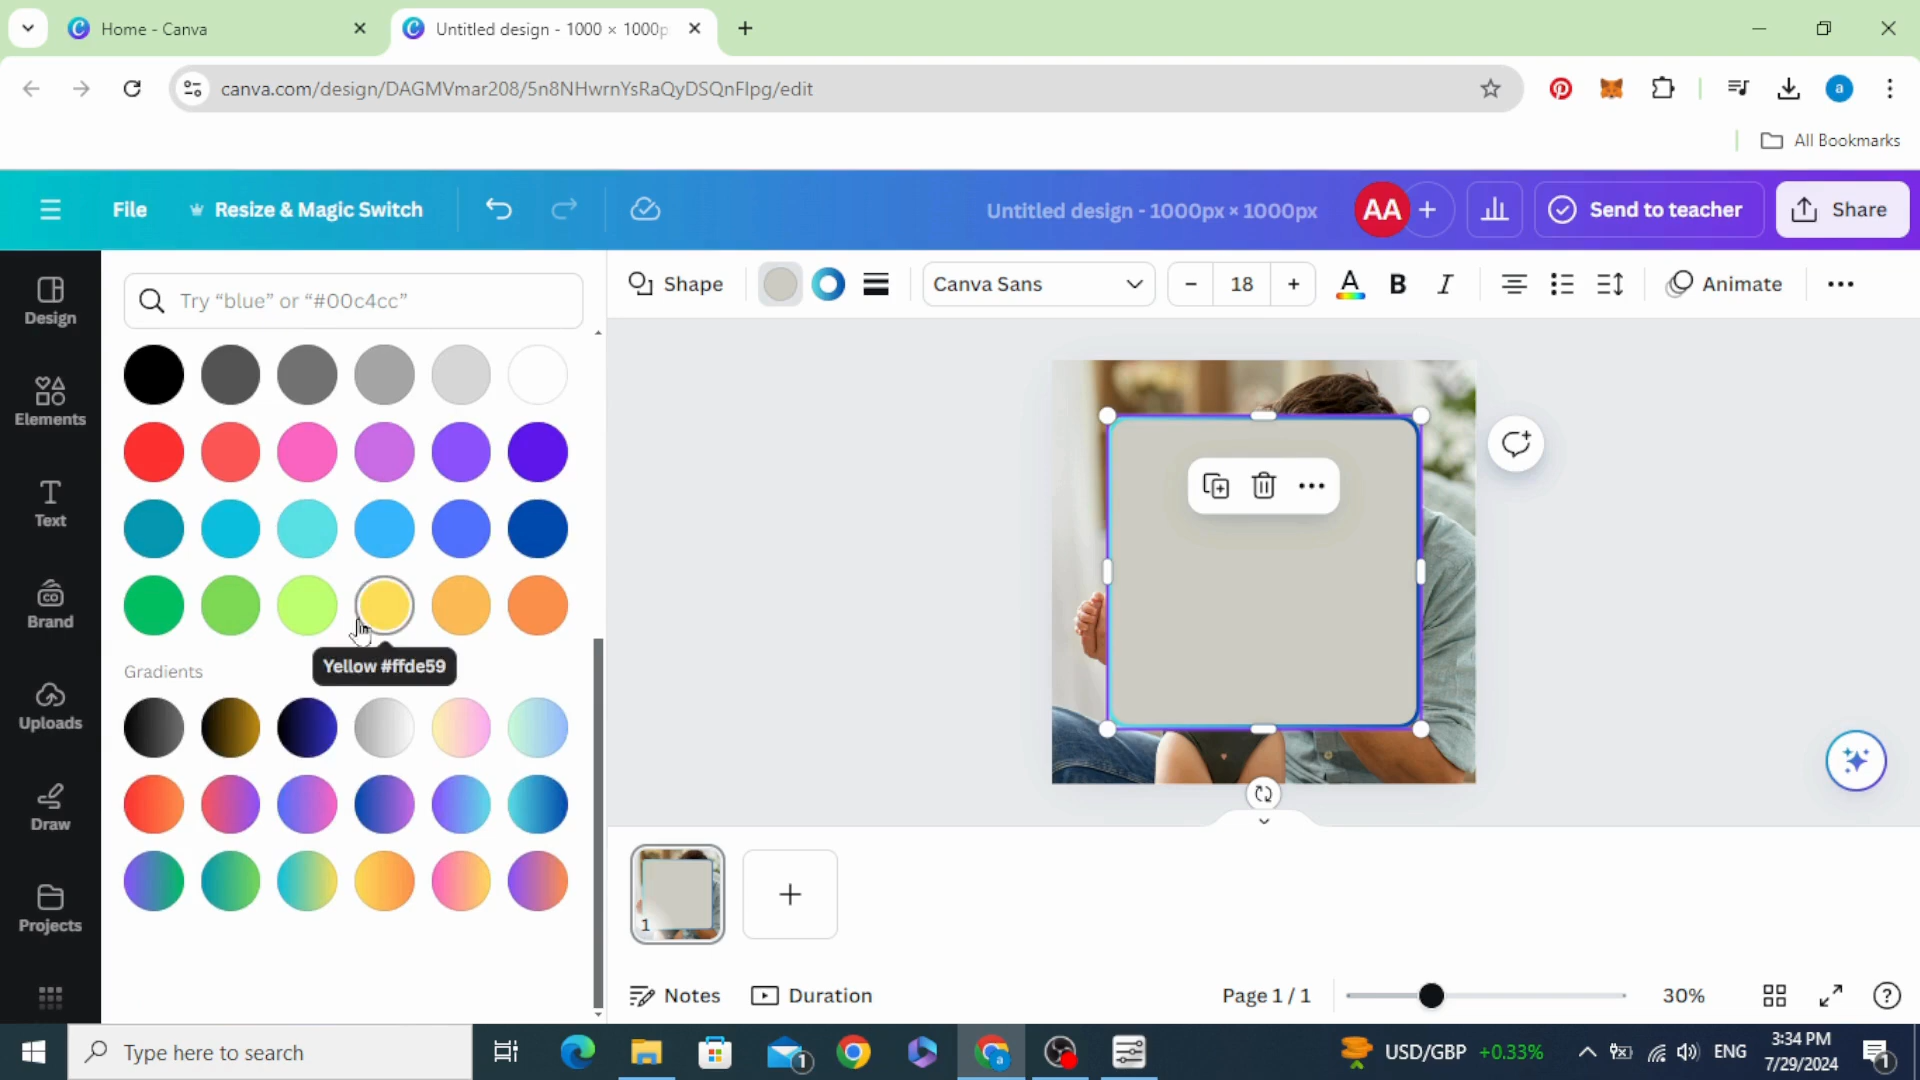 Home - Canva
Untitled design - 1000 × 1000p
canva.com/design/DAGMVmar208/5n8NHwrnYsRaQyDSQnFlpg/edit
a
All Bookmarks
File
Resize & Magic Switch
Untitled design - 1000px × 1000px
AA
Send to teacher
Share
Design
Elements
Text
Brand
Uploads
Draw
Projects
Try “blue” or “#00c4cc”
Shape
Canva Sans
18
A
B
I
Animate
Yellow #ffde59
Gradients
1
Notes
Duration
Page 1 / 1
30%
Type here to search
1
a
USD/GBP
+0.33%
ENG
3:34 PM
7/29/2024
1